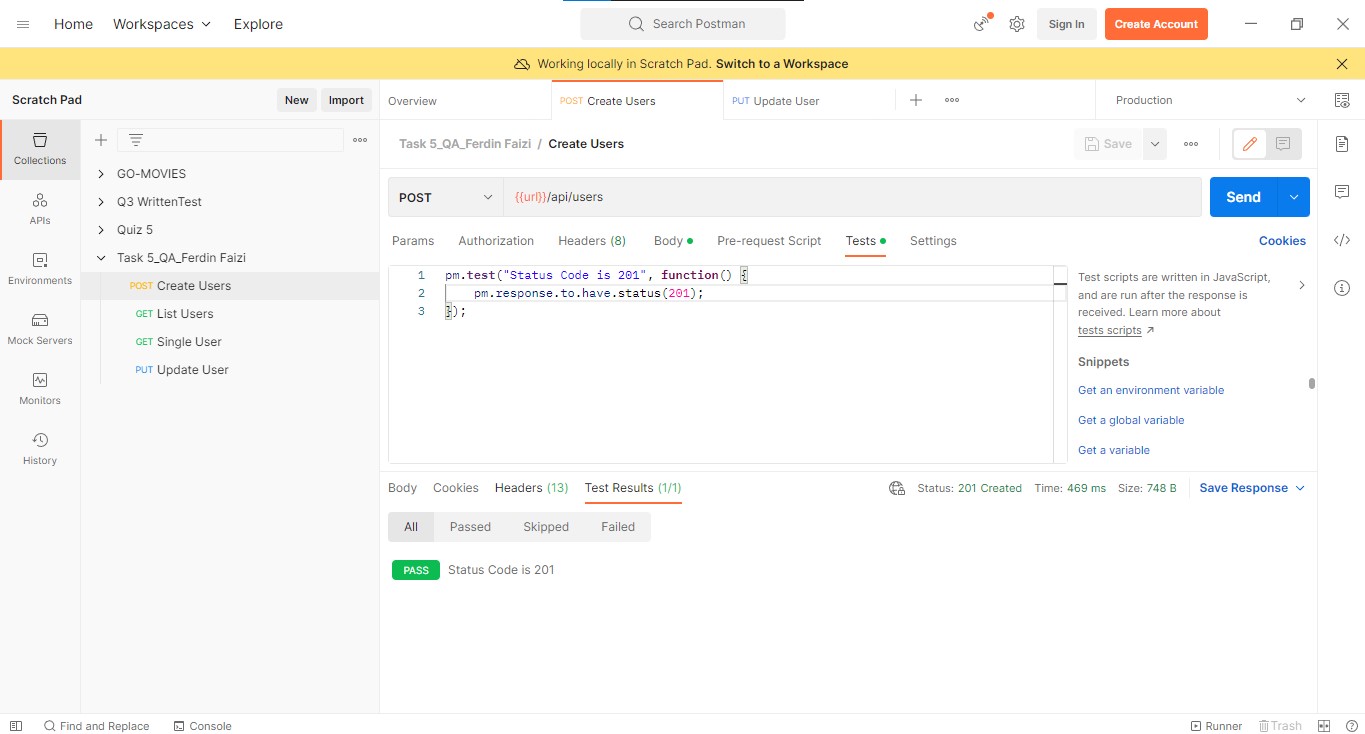 Home Workspaces Explore Search Postman Sign In Create Account
Working locally in Scratch Pad. Switch to a Workspace
Scratch Pad New Import Overview POST Create Users PUT Update User Production
Collections
APIs
Environments
Mock Servers
Monitors
History
GO-MOVIES
Q3 WrittenTest
Quiz 5
Task 5_QA_Ferdin Faizi
POST Create Users
GET List Users
GET Single User
PUT Update User
Task 5_QA_Ferdin Faizi / Create Users Save
POST {{url}}/api/users Send
Params Authorization Headers (8) Body Pre-request Script Tests Settings Cookies
1 pm.test("Status Code is 201", function() {
2 pm.response.to.have.status(201);
3 });
Test scripts are written in JavaScript,
and are run after the response is
received. Learn more about
tests scripts
Snippets
Get an environment variable
Get a global variable
Get a variable
Body Cookies Headers (13) Test Results (1/1) Status: 201 Created Time: 469 ms Size: 748 B Save Response
All Passed Skipped Failed
PASS Status Code is 201
Find and Replace Console Runner Trash